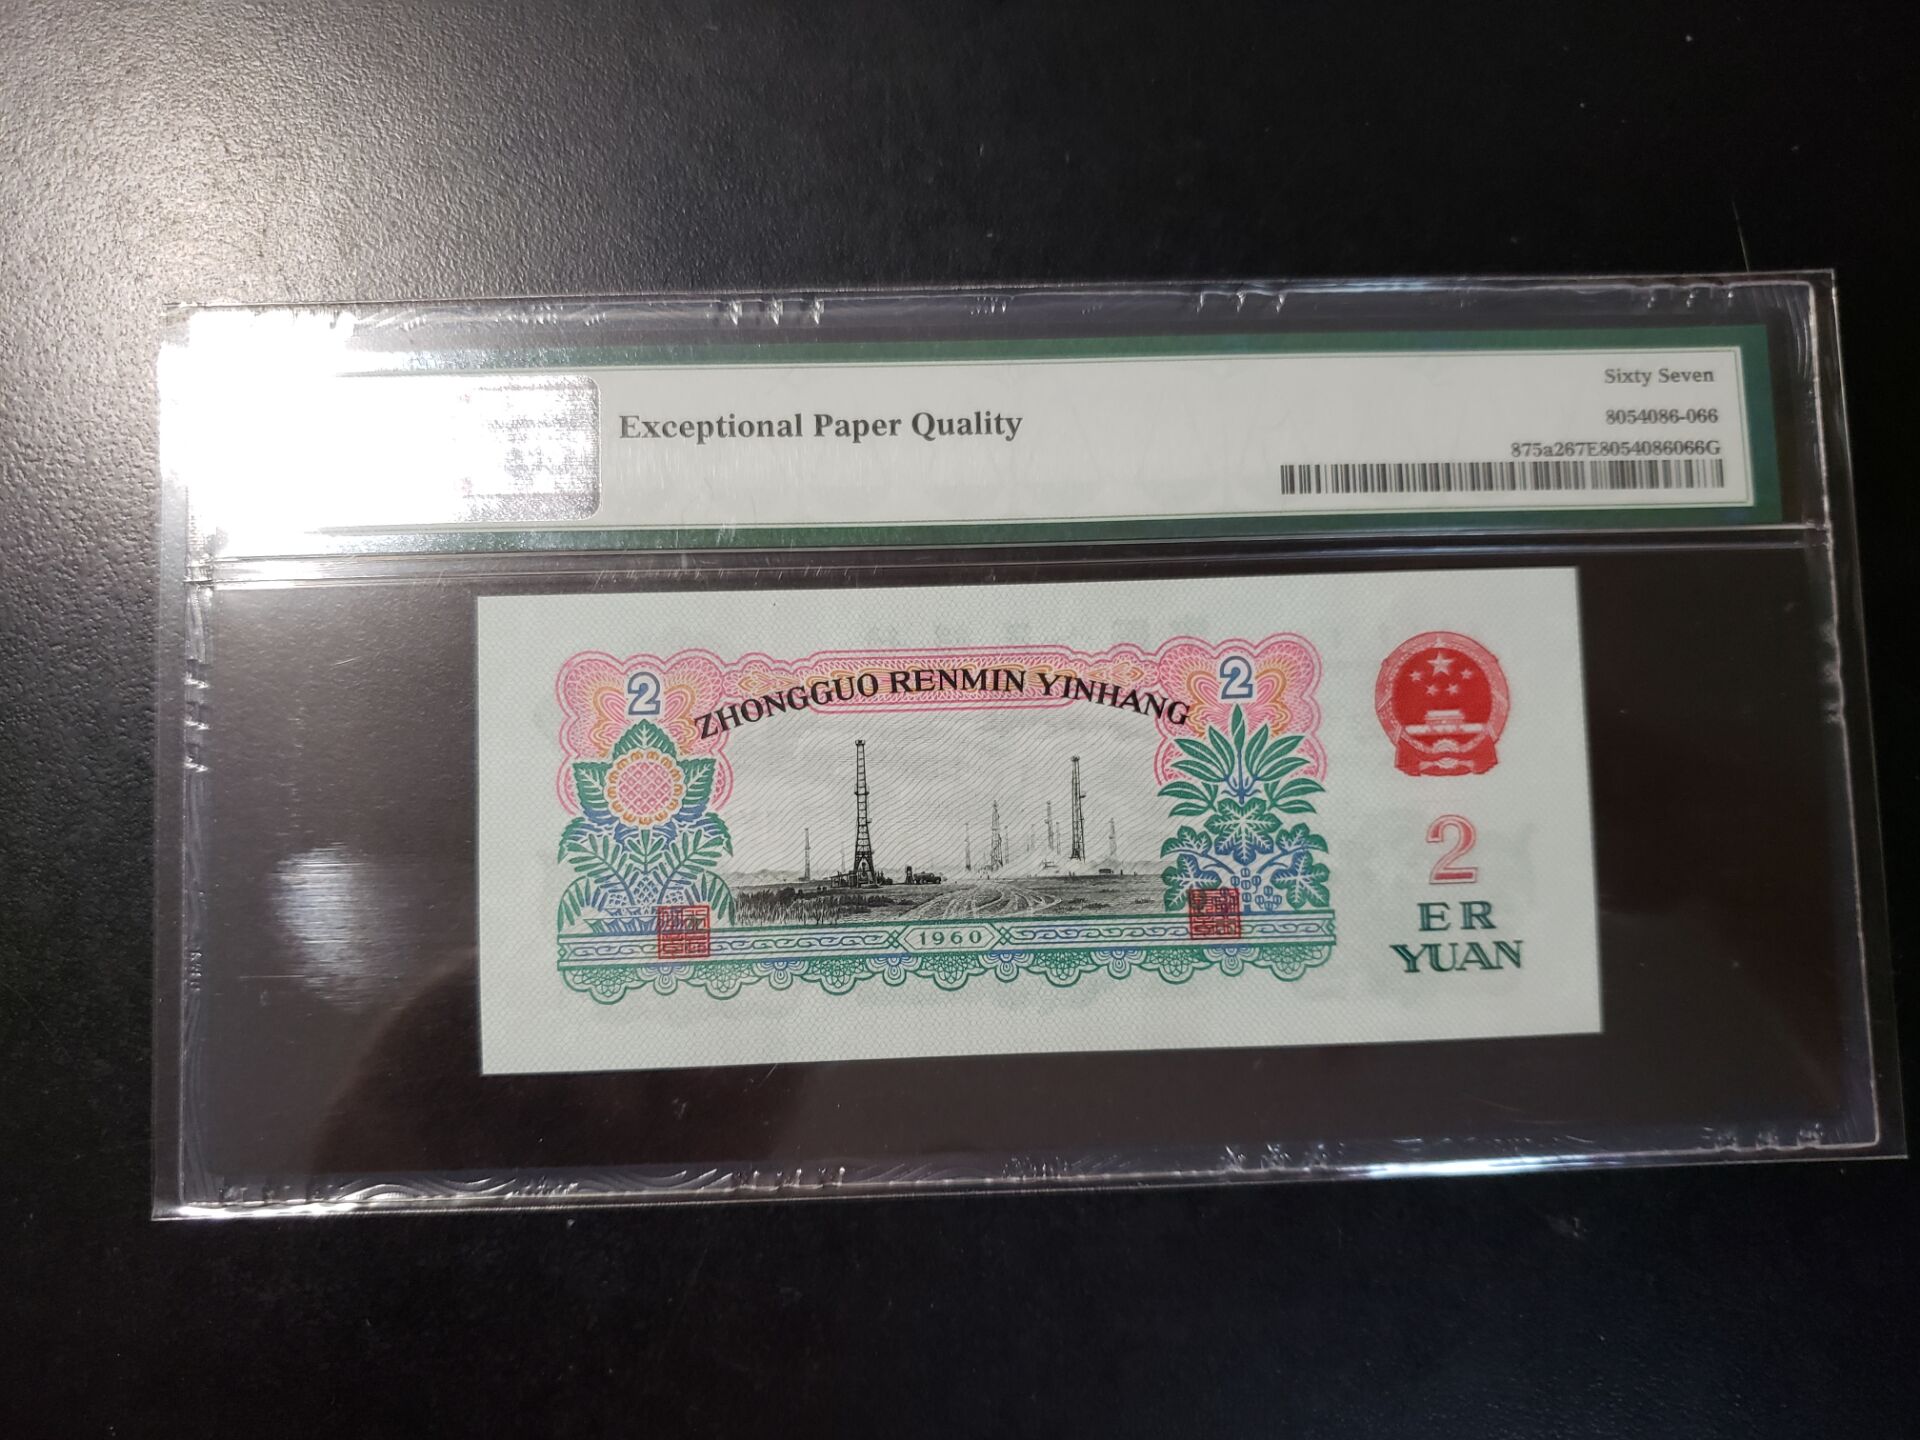 Exceptional Paper Quality
Sixty Seven
8054086-066
875a267E8054086066G
2
ZHONGGUO RENMIN YINHANG
2
2
ER
YUAN
1960